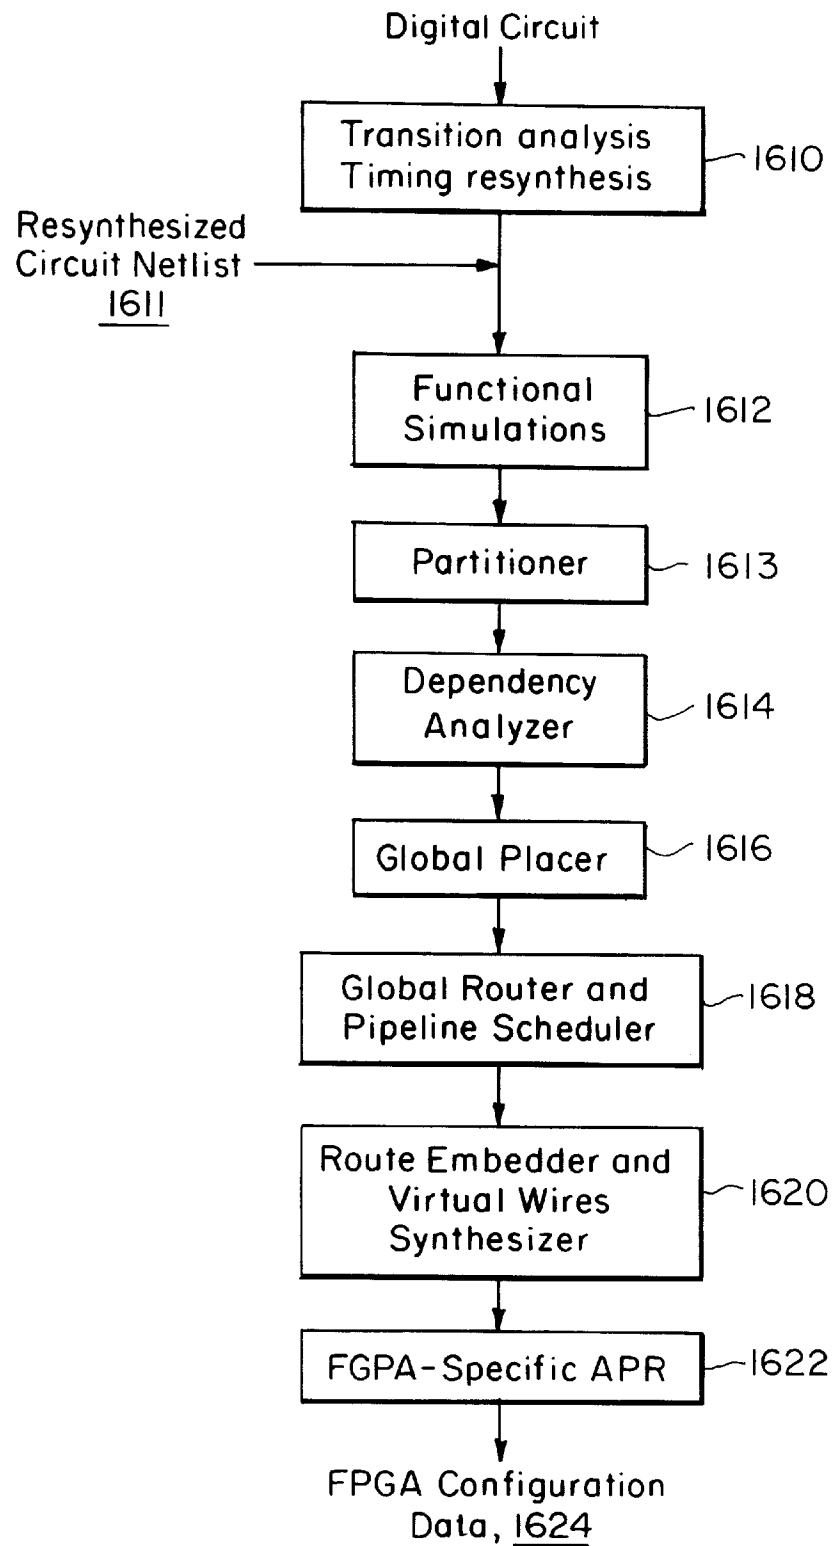 Digital Circuit
Transition analysis
Timing resynthesis
1610
Resynthesized
Circuit Netlist
1611
Functional
Simulations
1612
Partitioner
1613
Dependency
Analyzer
1614
Global Placer
1616
Global Router and
Pipeline Scheduler
1618
Route Embedder and
Virtual Wires
Synthesizer
1620
FGPA-Specific APR
1622
FPGA Configuration
Data, 1624